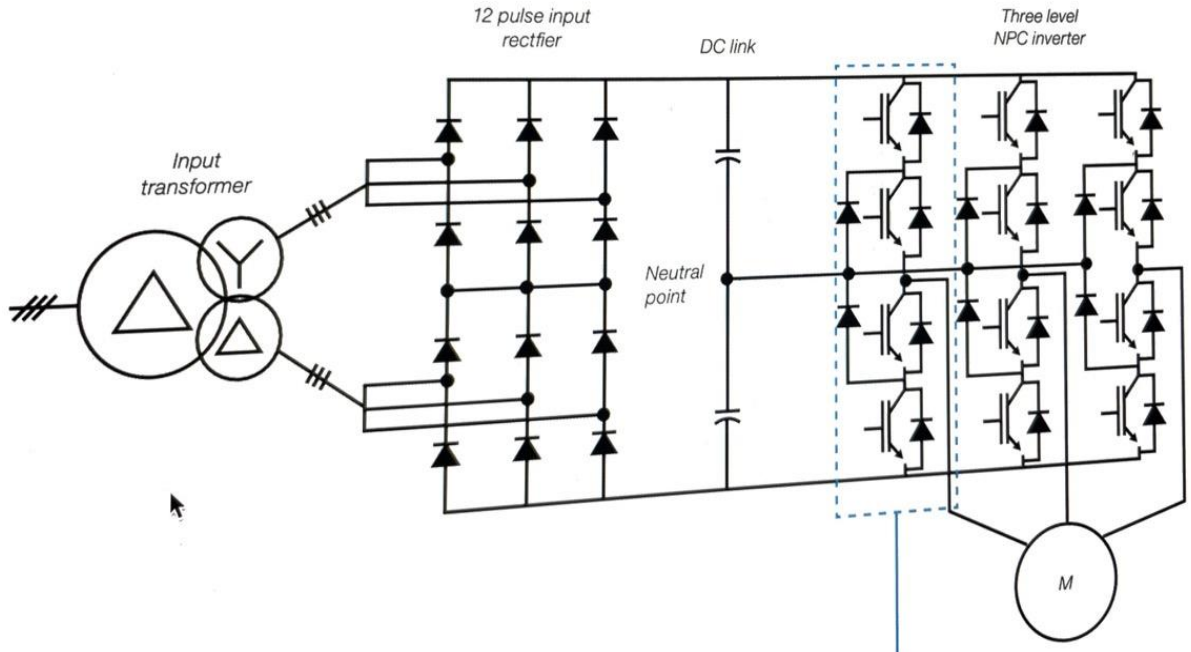 12 pulse input
rectfier
DC link
Three level
NPC inverter
Input
transformer
Neutral
point
M